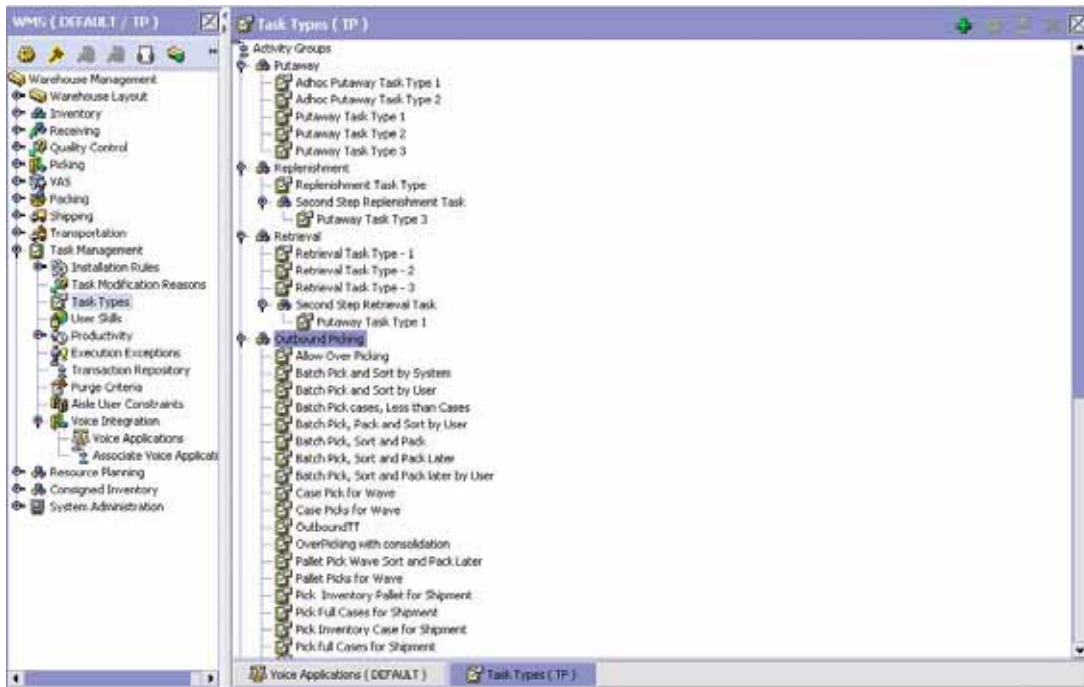 WMS ( DEFAULT / TP )
Warehouse Management
Warehouse Layout
Inventory
Receiving
Quality Control
Picking
VAS
Packing
Shipping
Transportation
Task Management
Installation Rules
Task Modification Reasons
Task Types
User Skills
Productivity
Execution Exceptions
Transaction Repository
Purge Criteria
Aisle User Constraints
Voice Integration
Voice Applications
Associate Voice Applicati
Resource Planning
Consigned Inventory
System Administration
Task Types ( TP )
Activity Groups
Putaway
Adhoc Putaway Task Type 1
Adhoc Putaway Task Type 2
Putaway Task Type 1
Putaway Task Type 2
Putaway Task Type 3
Replenishment
Replenishment Task Type
Second Step Replenishment Task
Putaway Task Type 3
Retrieval
Retrieval Task Type - 1
Retrieval Task Type - 2
Retrieval Task Type - 3
Second Step Retrieval Task
Putaway Task Type 1
Outbound Picking
Allow Over Picking
Batch Pick and Sort by System
Batch Pick and Sort by User
Batch Pick cases, Less than Cases
Batch Pick, Pack and Sort by User
Batch Pick, Sort and Pack
Batch Pick, Sort and Pack Later
Batch Pick, Sort and Pack later by User
Case Pick for Wave
Case Picks for Wave
OutboundTT
OverPicking with consolidation
Pallet Pick Wave Sort and Pack Later
Pallet Picks for Wave
Pick  Inventory Pallet for Shipment
Pick Full Cases for Shipment
Pick Inventory Case for Shipment
Pick full Cases for Shipment
Voice Applications ( DEFAULT )
Task Types ( TP )